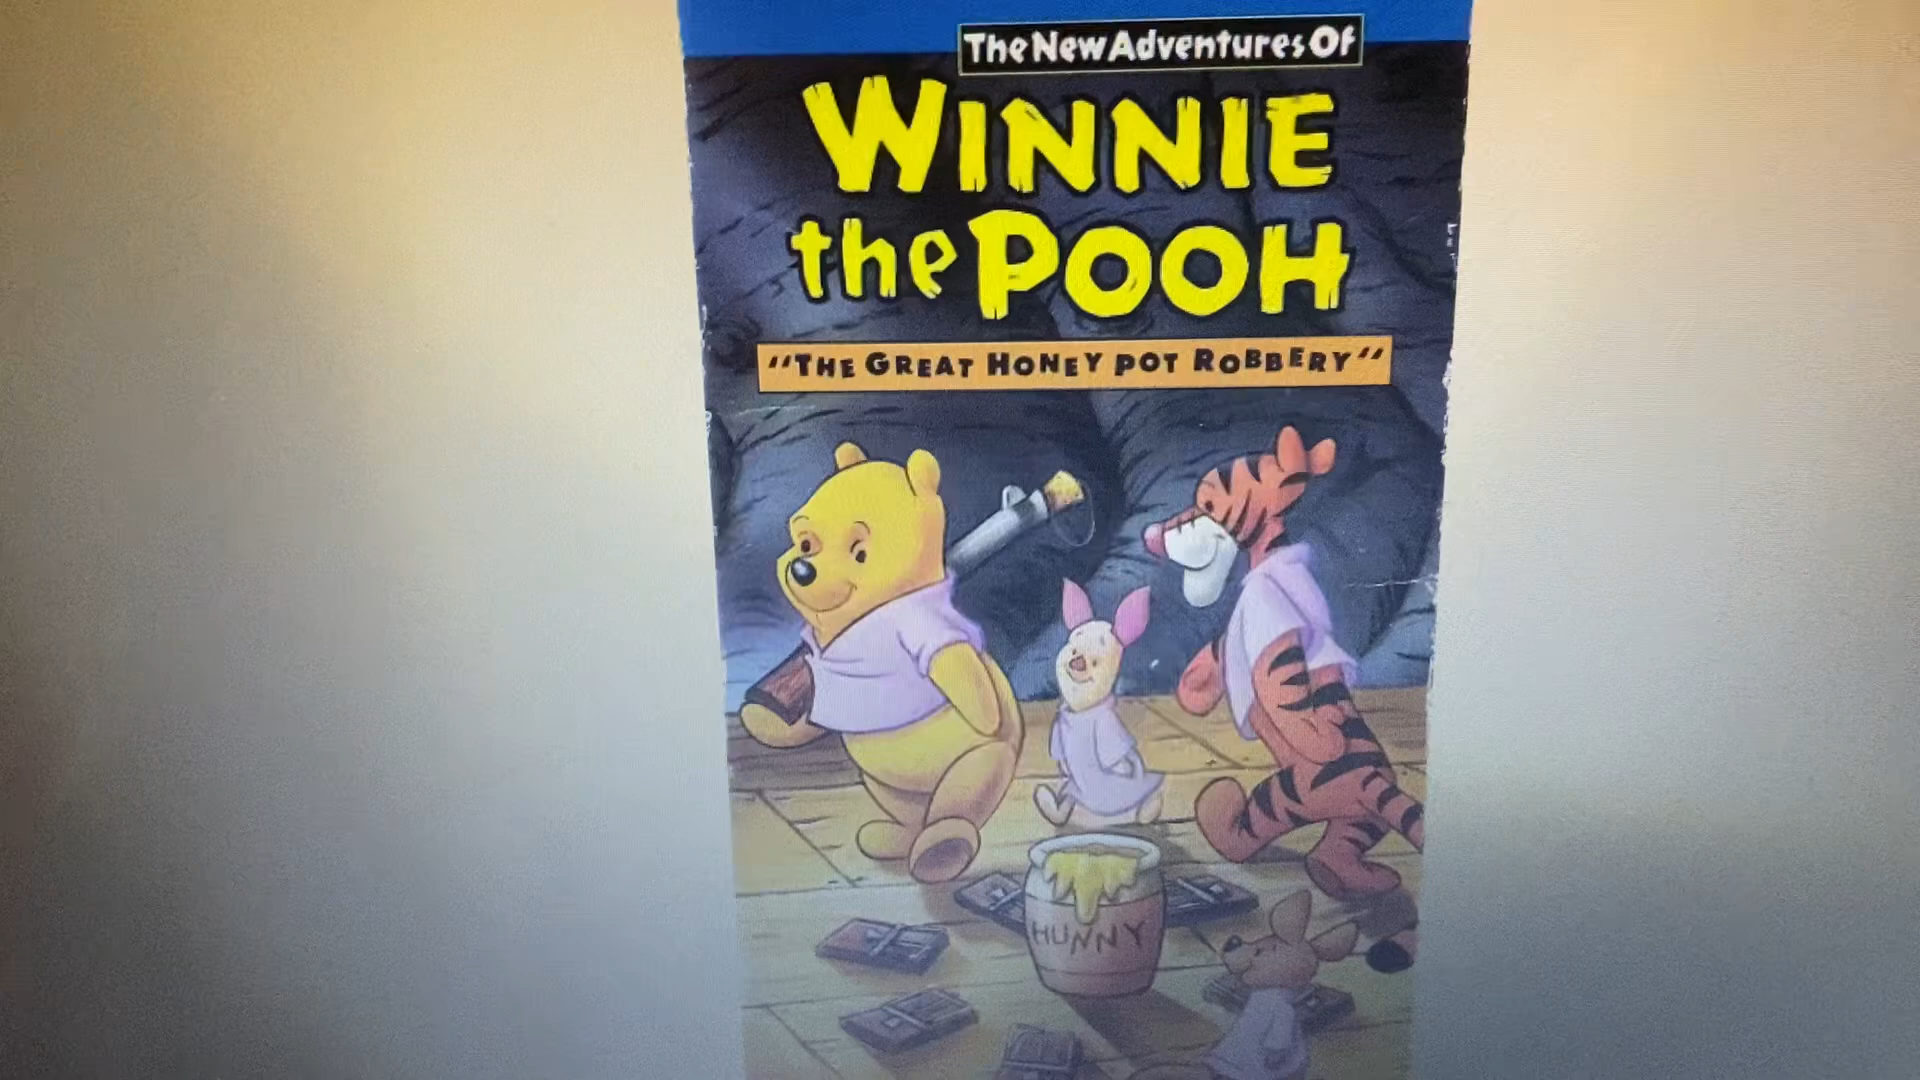 The New Adventures Of
WINNIE
the POOH
"THE GREAT HONEY POT ROBBERY"
HUNNY